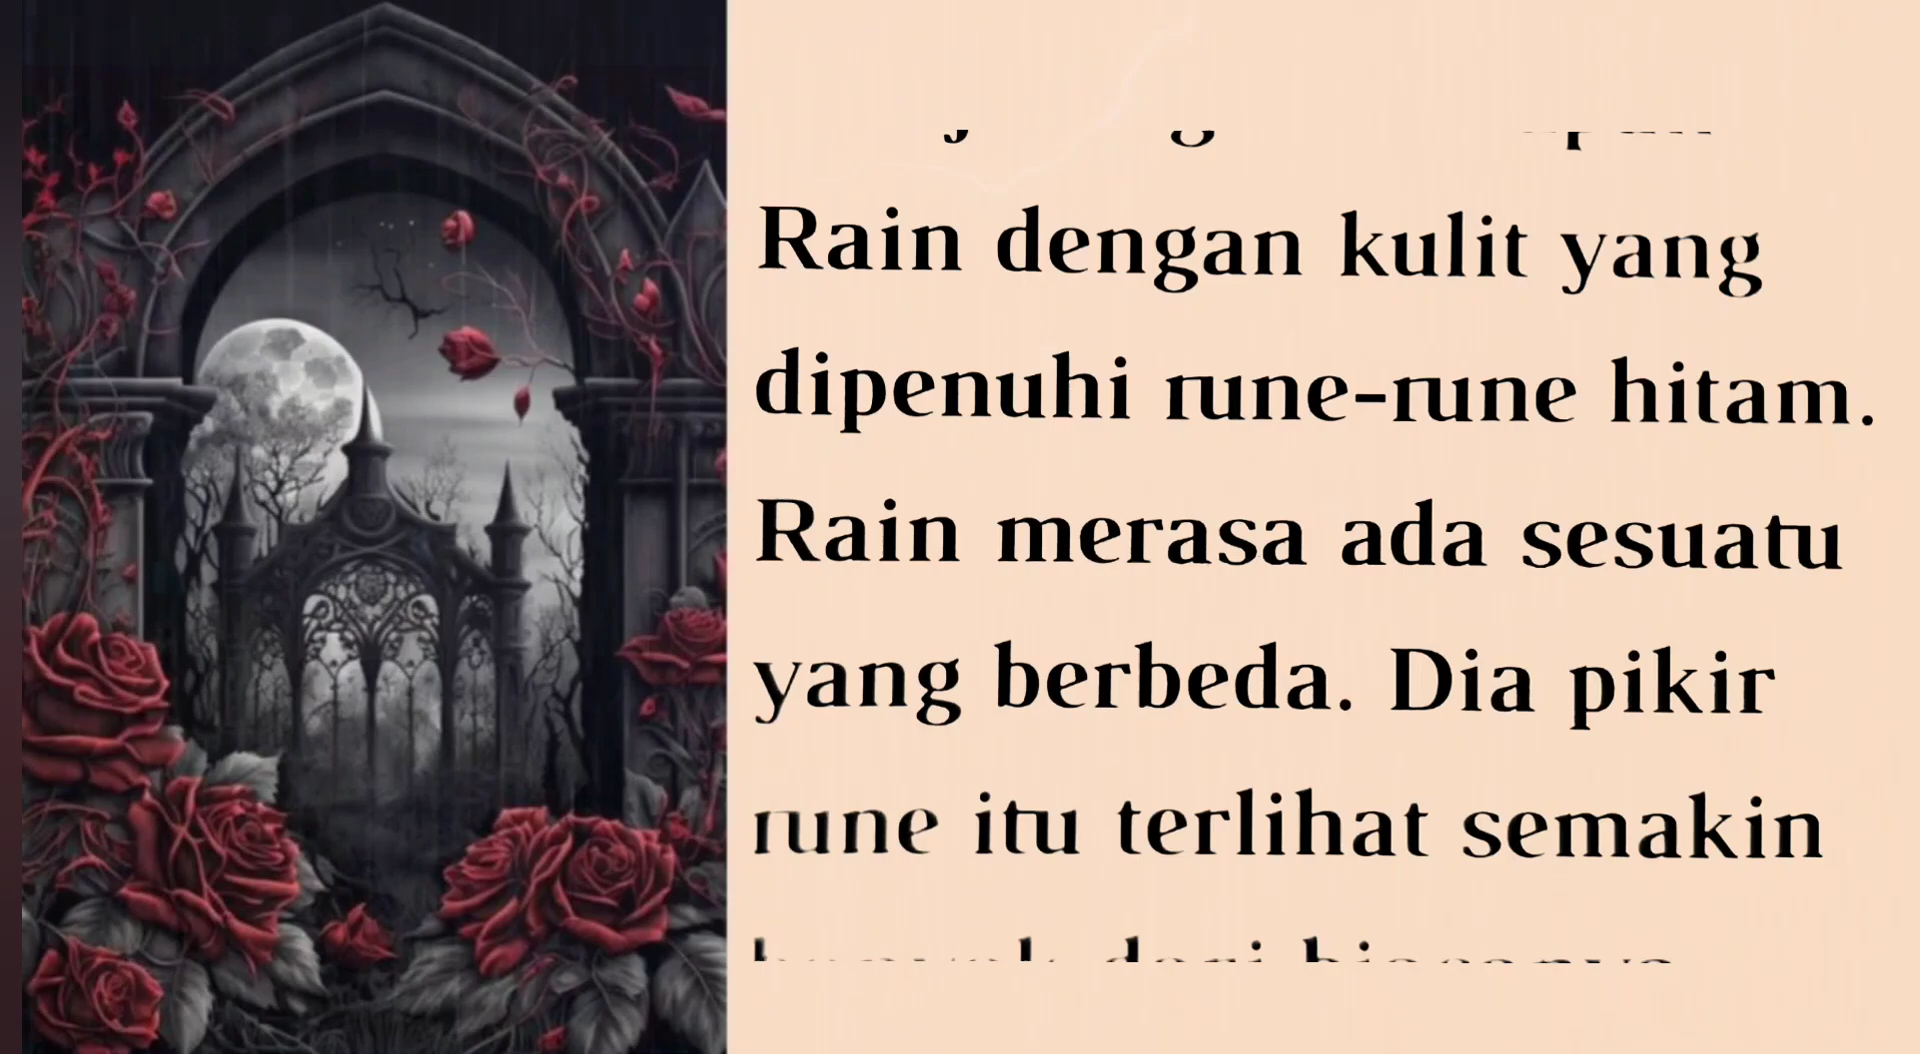 Rain dengan kulit yang
dipenuhi rune-rune hitam.
Rain merasa ada sesuatu
yang berbeda. Dia pikir
rune itu terlihat semakin